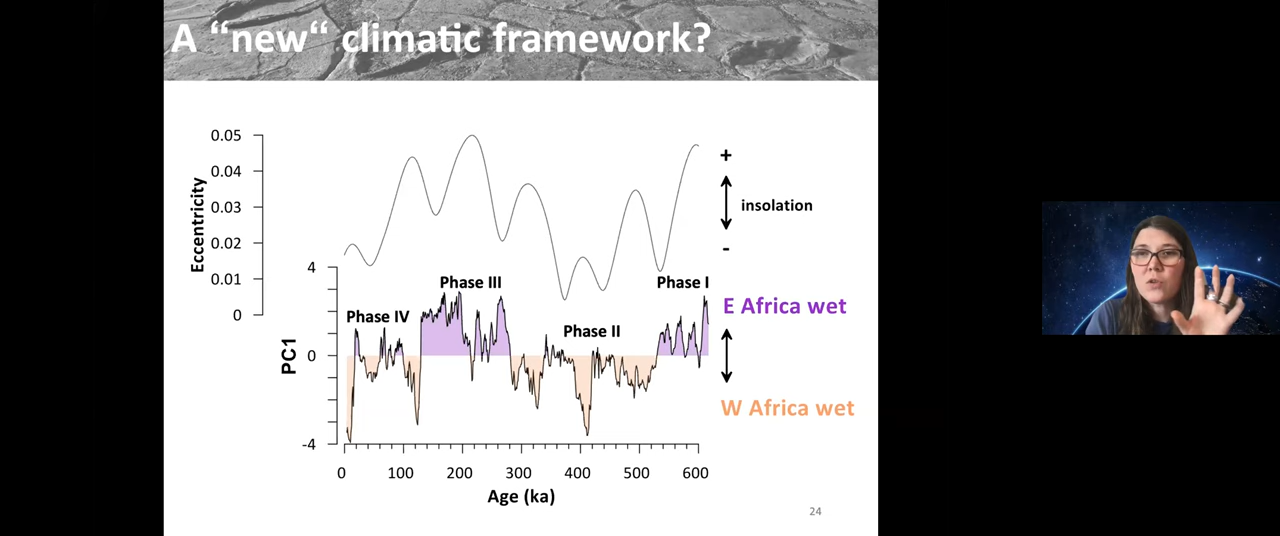 A “new“ climatic framework?
0.05
0.04
0.03
0.02
0.01
0
Eccentricity
+
insolation
-
4
0
-4
PC1
Phase IV
Phase III
Phase II
Phase I
E Africa wet
W Africa wet
0 100 200 300 400 500 600
Age (ka)
24